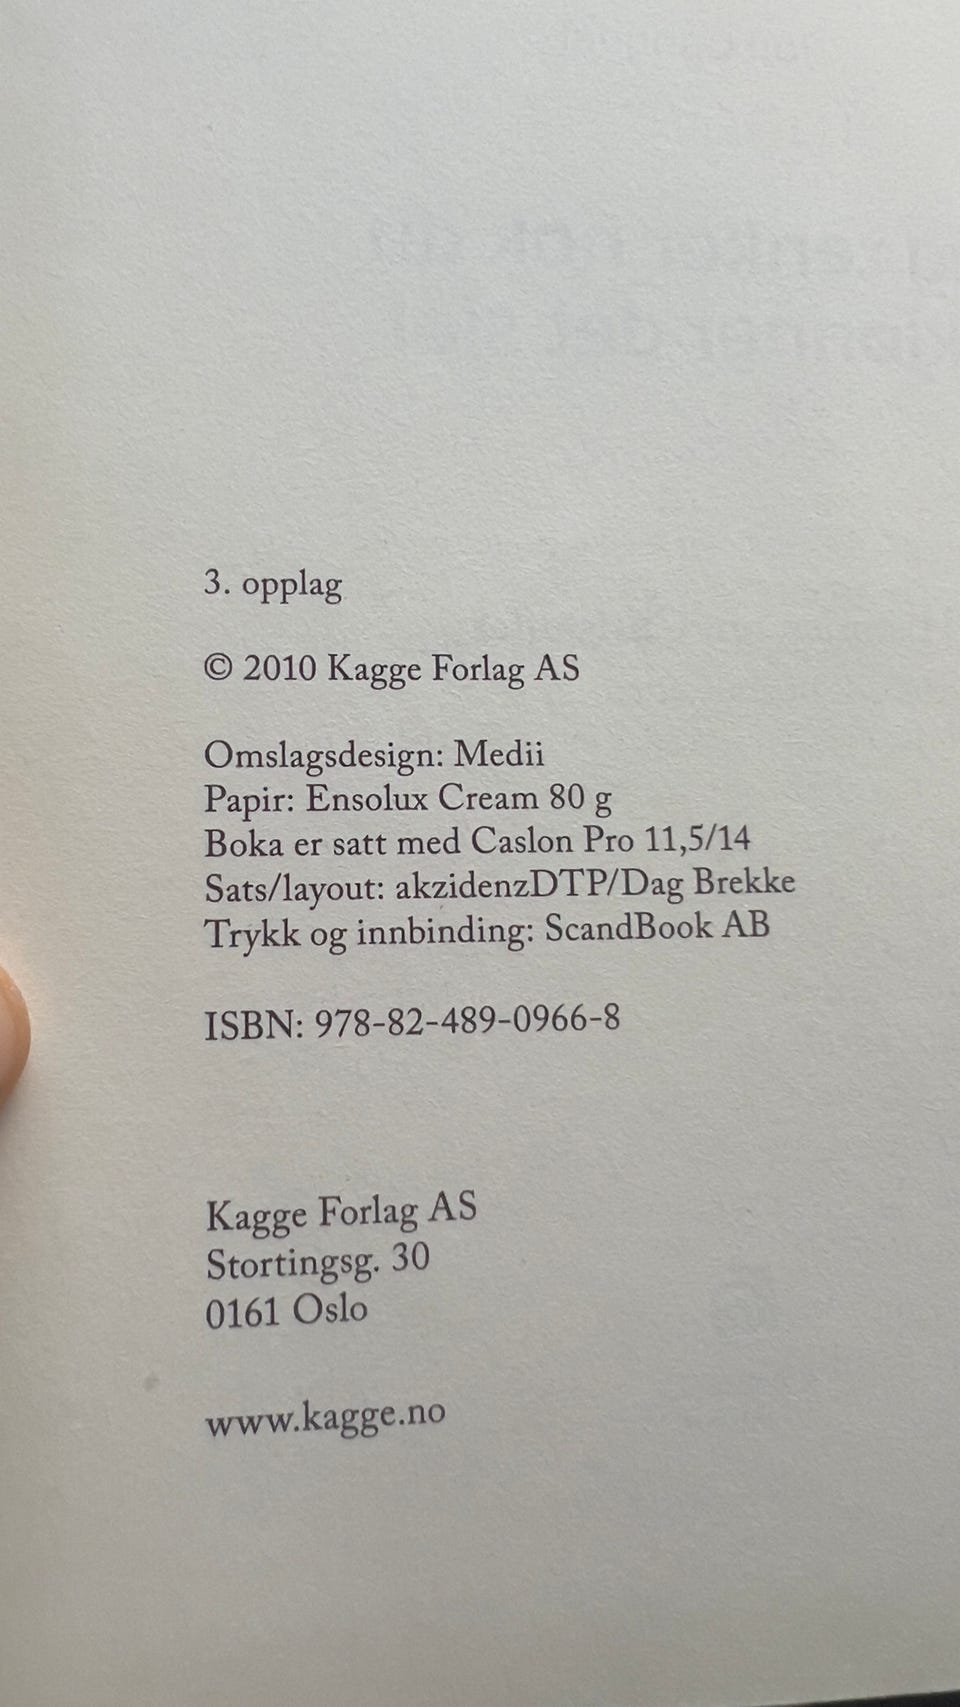 3. opplag
© 2010 Kagge Forlag AS
Omslagsdesign: Medii
Papir: Ensolux Cream 80 g
Boka er satt med Caslon Pro 11,5/14
Sats/layout: akzidenzDTP/Dag Brekke
Trykk og innbinding: ScandBook AB
ISBN: 978-82-489-0966-8
Kagge Forlag AS
Stortingsg. 30
0161 Oslo
www.kagge.no